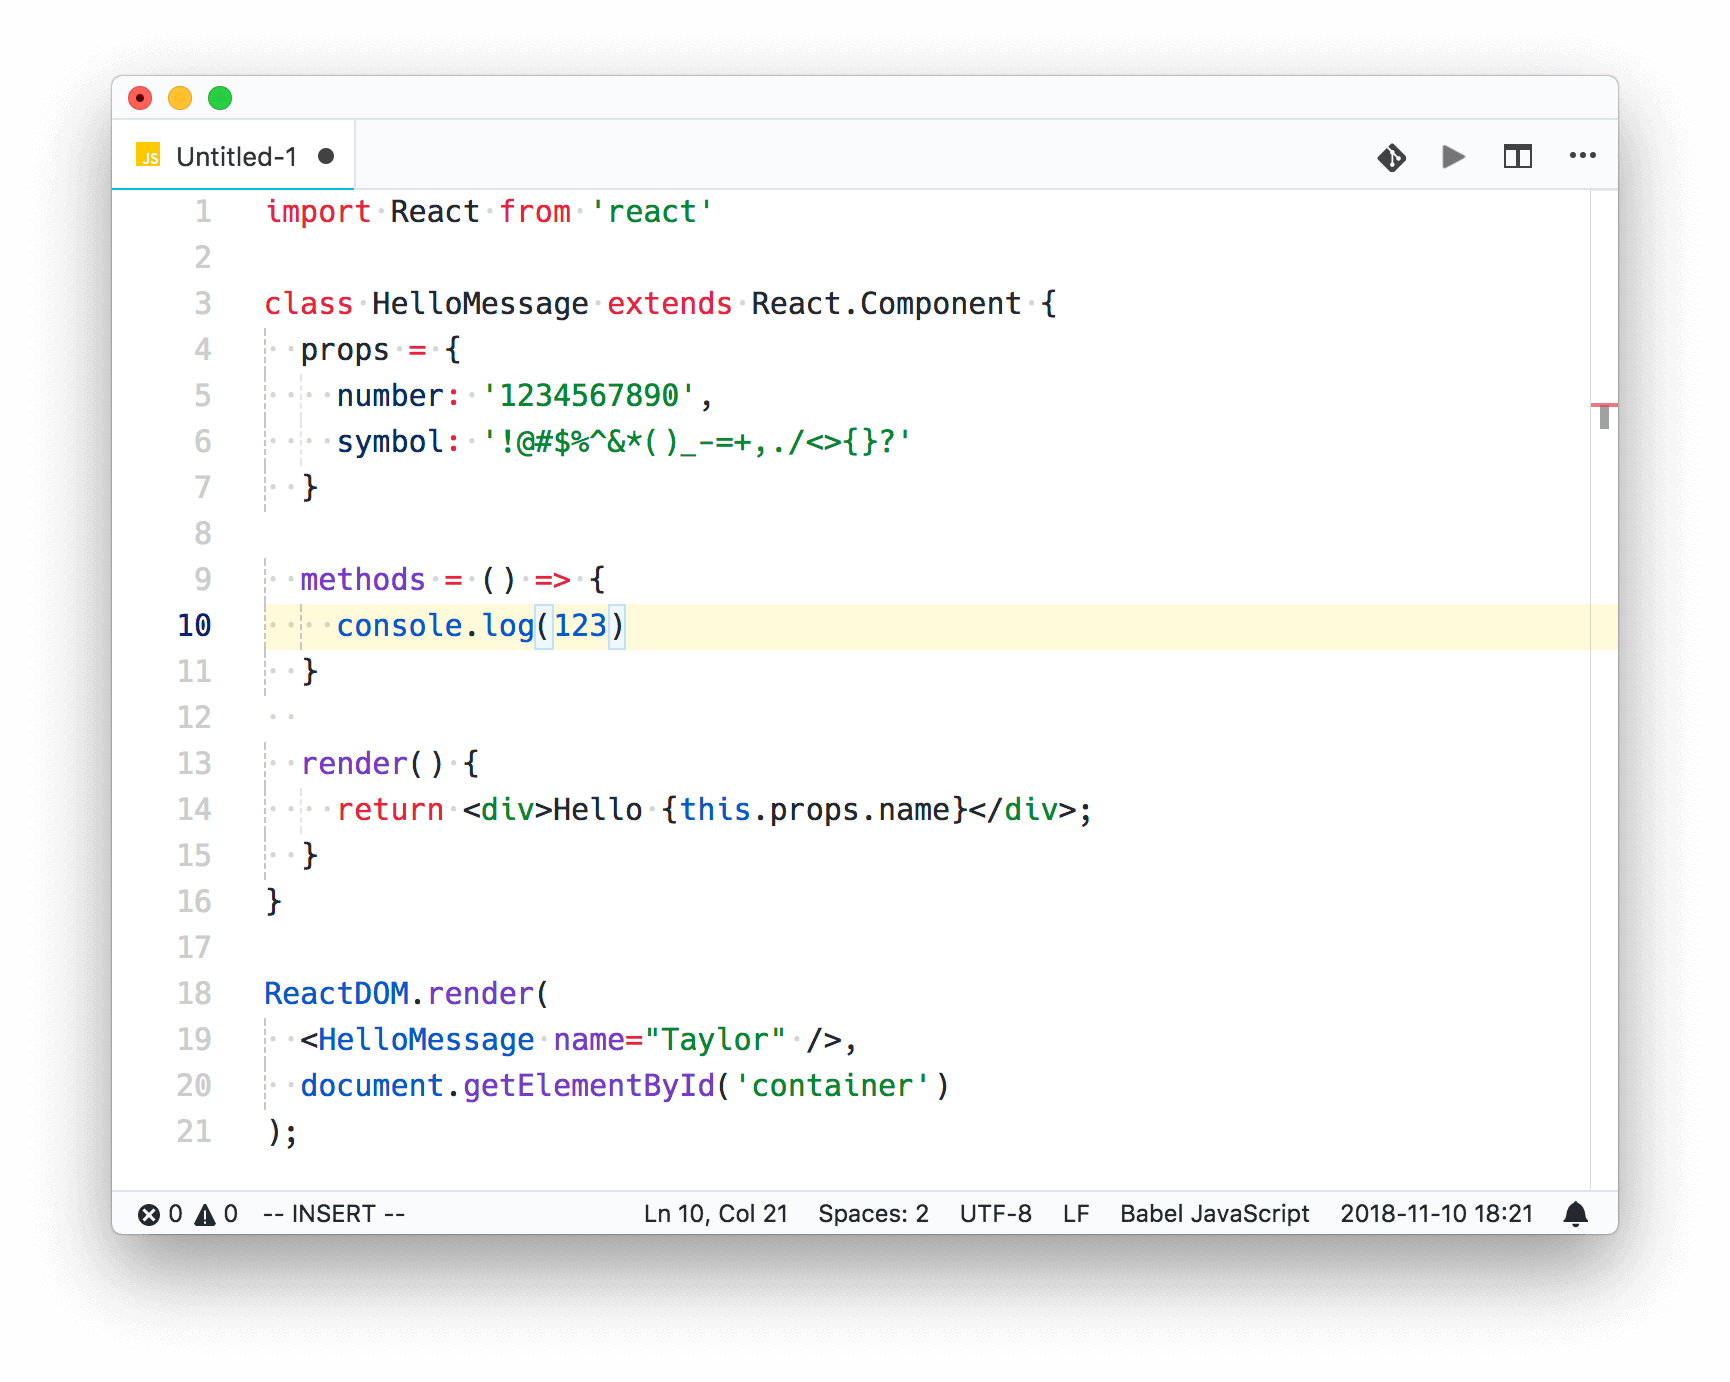 JS Untitled-1
1 import React from 'react'
2
3 class HelloMessage extends React.Component {
4   props = {
5     number: '1234567890',
6     symbol: '!@#$%^&*()_-=+,./<>{}?'
7   }
8
9   methods = () => {
10     console.log(123)
11   }
12
13   render() {
14     return <div>Hello {this.props.name}</div>;
15   }
16 }
17
18 ReactDOM.render(
19   <HelloMessage name="Taylor" />,
20   document.getElementById('container')
21 );
0 0 -- INSERT -- Ln 10, Col 21 Spaces: 2 UTF-8 LF Babel JavaScript 2018-11-10 18:21